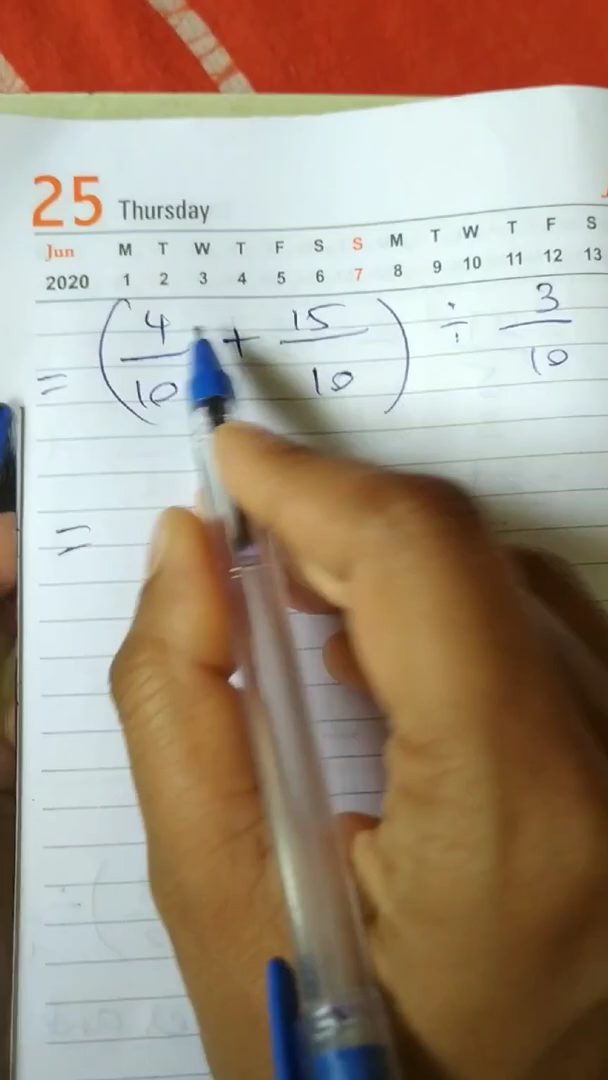 25 Thursday
Jun M T W T F S S M T W T F S
2020 1 2 3 4 5 6 7 8 9 10 11 12 13
= (4/10 + 15/10) ÷ 3/10
=